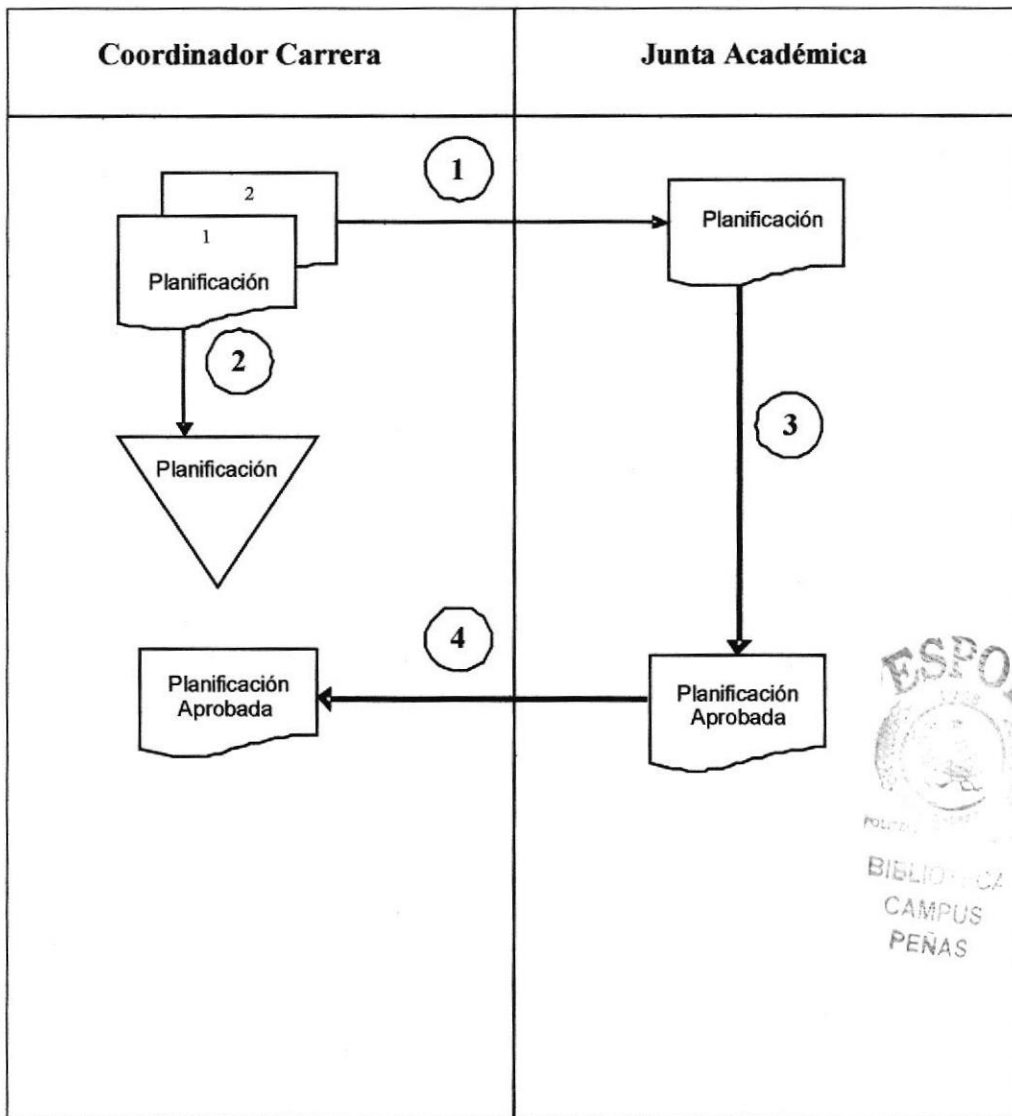 Coordinador Carrera
Junta Académica
1
2
Planificación
1
Planificación
2
3
Planificación
4
Planificación
Aprobada
Planificación
Aprobada
ESPO
BIBLIOTECA
CAMPUS
PEÑAS